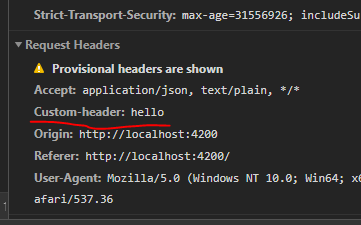 Strict-Transport-Security: max-age=31556926; includeSu
Request Headers
Provisional headers are shown
Accept: application/json, text/plain, */*
Custom-header: hello
Origin: http://localhost:4200
Referer: http://localhost:4200/
User-Agent: Mozilla/5.0 (Windows NT 10.0; Win64; x6
afari/537.36